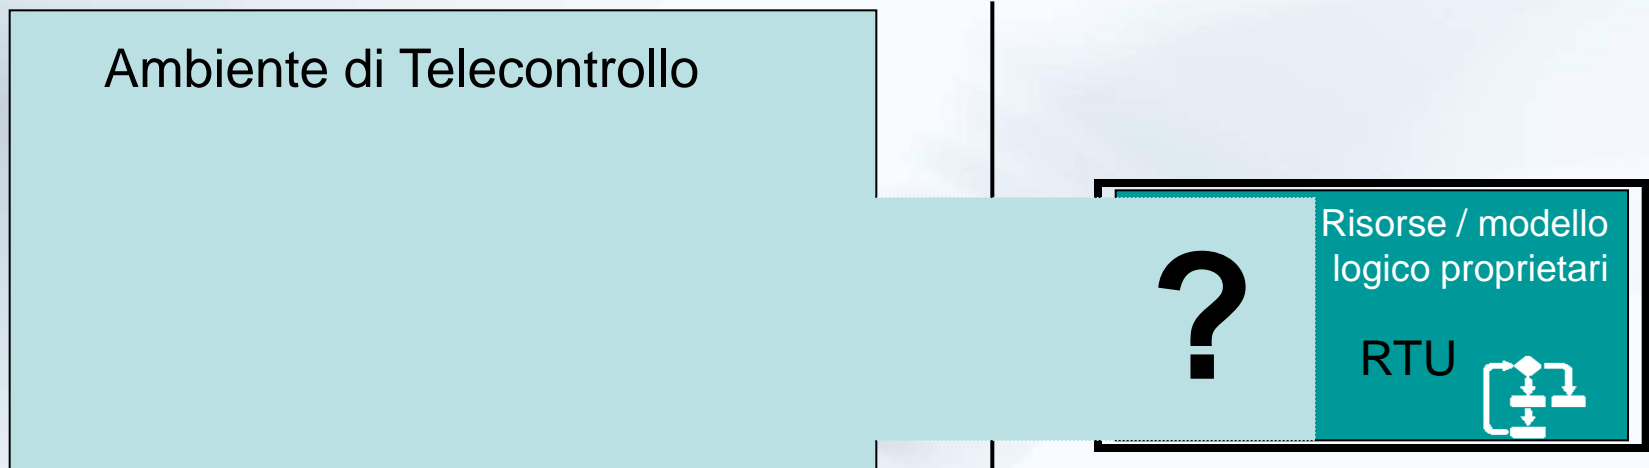 Ambiente di Telecontrollo
Risorse / modello
logico proprietari
?
RTU